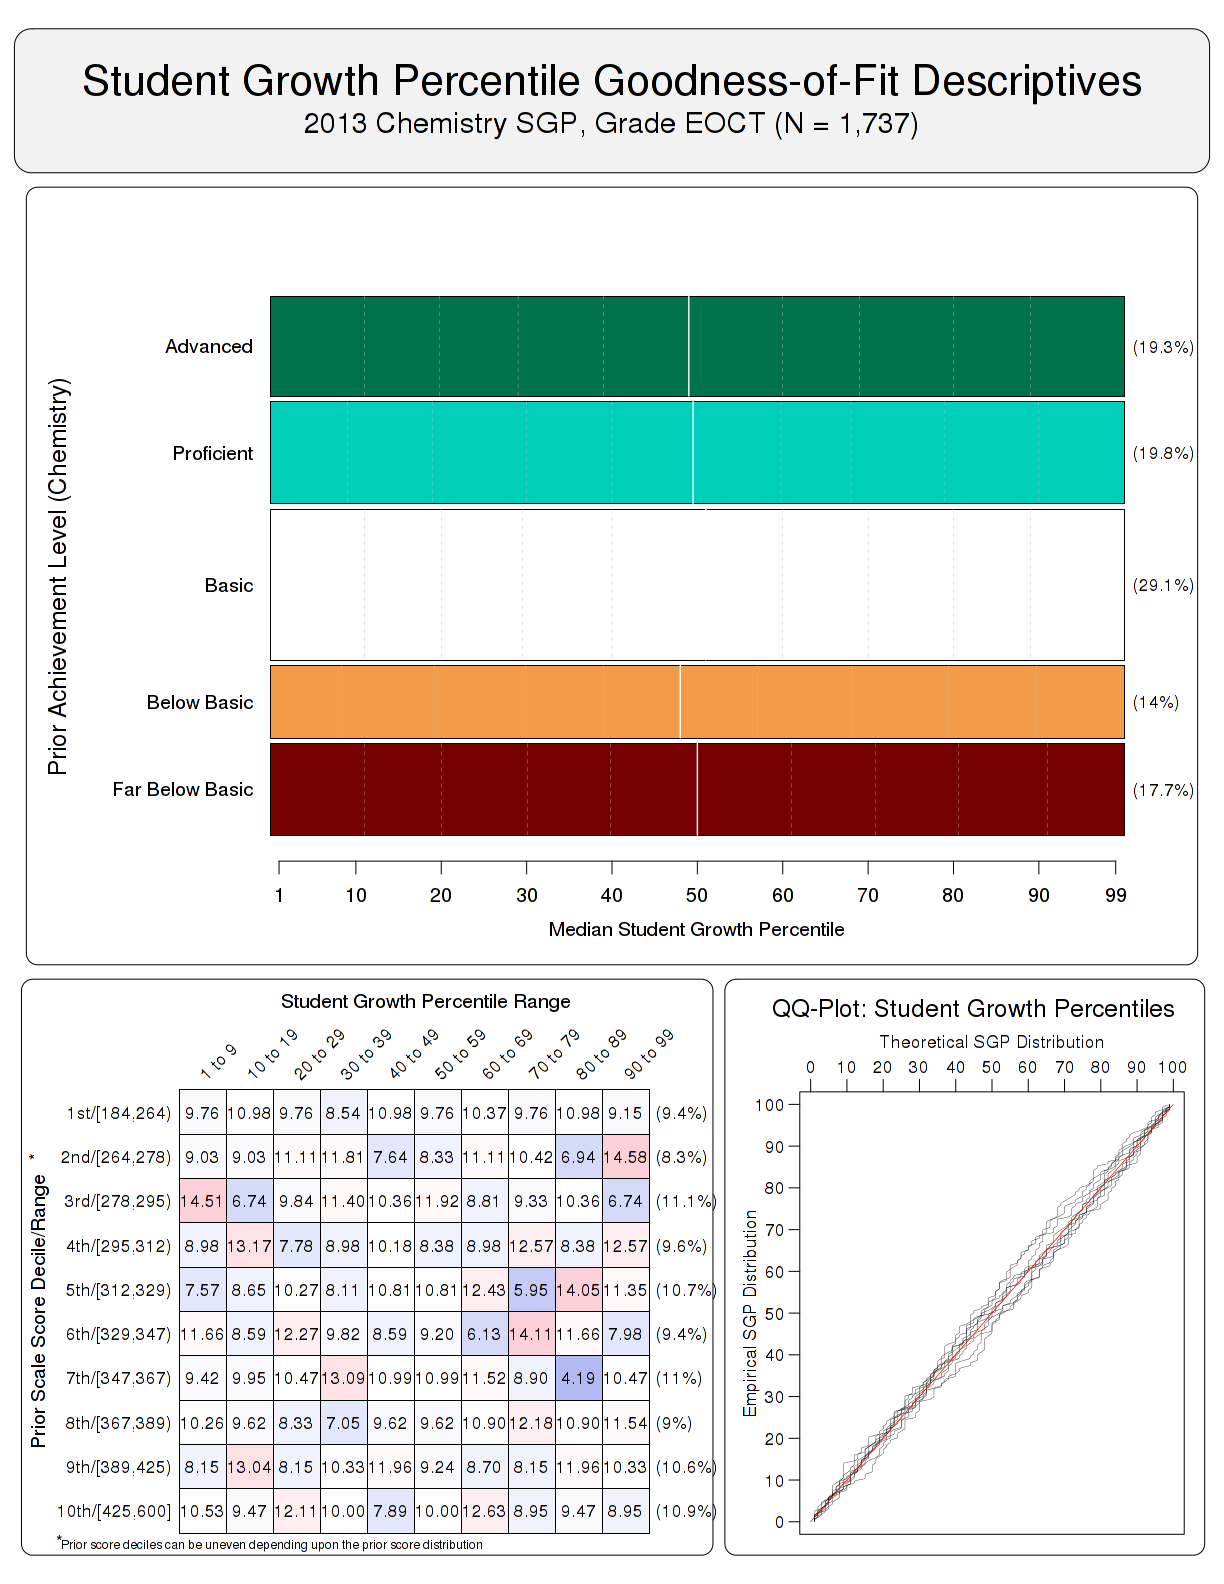 Student Growth Percentile Goodness-of-Fit Descriptives
2013 Chemistry SGP, Grade EOCT (N = 1,737)
Prior Achievement Level (Chemistry)
Advanced (19.3%)
Proficient (19.8%)
Basic (29.1%)
Below Basic (14%)
Far Below Basic (17.7%)
1 10 20 30 40 50 60 70 80 90 99
Median Student Growth Percentile
Student Growth Percentile Range
1 to 9 10 to 19 20 to 29 30 to 39 40 to 49 50 to 59 60 to 69 70 to 79 80 to 89 90 to 99
Prior Scale Score Decile/Range *
1st/[184,264) 9.76 10.98 9.76 8.54 10.98 9.76 10.37 9.76 10.98 9.15 (9.4%)
2nd/[264,278) 9.03 9.03 11.11 11.81 7.64 8.33 11.11 10.42 6.94 14.58 (8.3%)
3rd/[278,295) 14.51 6.74 9.84 11.40 10.36 11.92 8.81 9.33 10.36 6.74 (11.1%)
4th/[295,312) 8.98 13.17 7.78 8.98 10.18 8.38 8.98 12.57 8.38 12.57 (9.6%)
5th/[312,329) 7.57 8.65 10.27 8.11 10.81 10.81 12.43 5.95 14.05 11.35 (10.7%)
6th/[329,347) 11.66 8.59 12.27 9.82 8.59 9.20 6.13 14.11 11.66 7.98 (9.4%)
7th/[347,367) 9.42 9.95 10.47 13.09 10.99 10.99 11.52 8.90 4.19 10.47 (11%)
8th/[367,389) 10.26 9.62 8.33 7.05 9.62 9.62 10.90 12.18 10.90 11.54 (9%)
9th/[389,425) 8.15 13.04 8.15 10.33 11.96 9.24 8.70 8.15 11.96 10.33 (10.6%)
10th/[425,600] 10.53 9.47 12.11 10.00 7.89 10.00 12.63 8.95 9.47 8.95 (10.9%)
*Prior score deciles can be uneven depending upon the prior score distribution
QQ-Plot: Student Growth Percentiles
Theoretical SGP Distribution
0 10 20 30 40 50 60 70 80 90 100
Empirical SGP Distribution
100
90
80
70
60
50
40
30
20
10
0